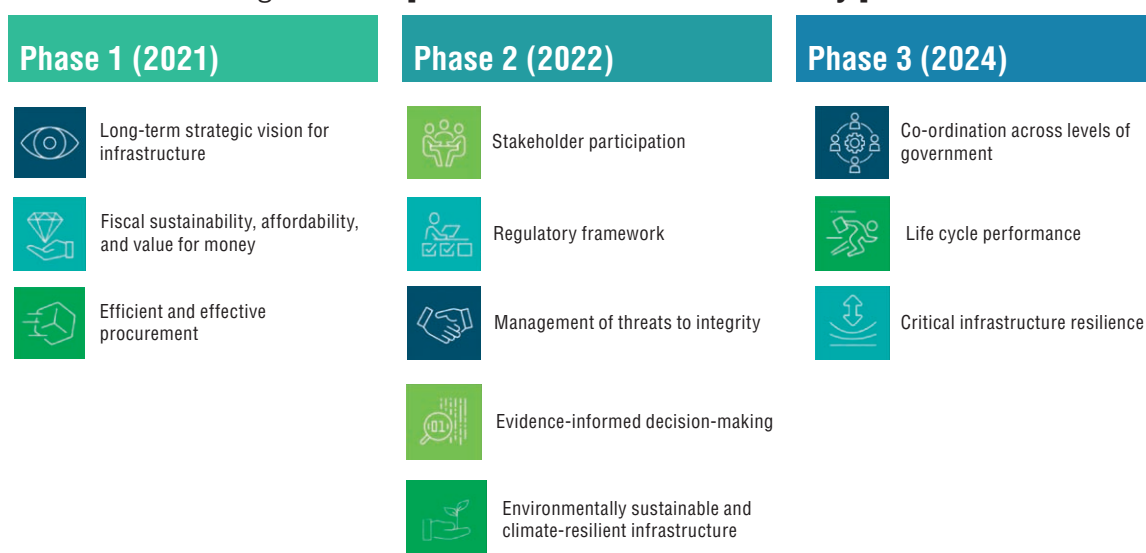 Phase 1 (2021)
Long-term strategic vision for
infrastructure
Fiscal sustainability, affordability,
and value for money
Efficient and effective
procurement
Phase 2 (2022)
Stakeholder participation
Regulatory framework
Management of threats to integrity
Evidence-informed decision-making
Environmentally sustainable and
climate-resilient infrastructure
Phase 3 (2024)
Co-ordination across levels of
government
Life cycle performance
Critical infrastructure resilience